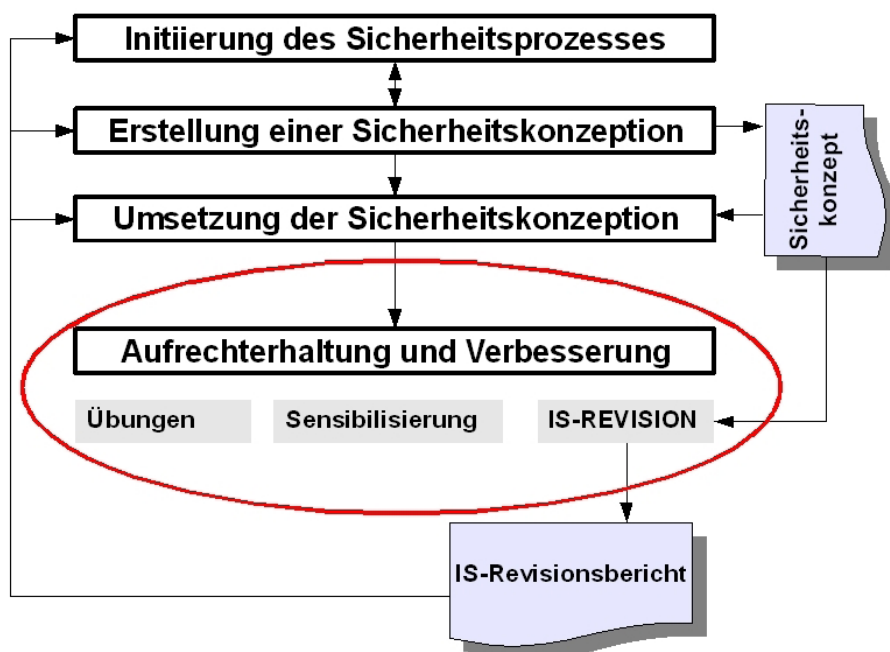 Initiierung des Sicherheitsprozesses
Erstellung einer Sicherheitskonzeption
Sicherheits-
konzept
Umsetzung der Sicherheitskonzeption
Aufrechterhaltung und Verbesserung
Übungen
Sensibilisierung
IS-REVISION
IS-Revisionsbericht